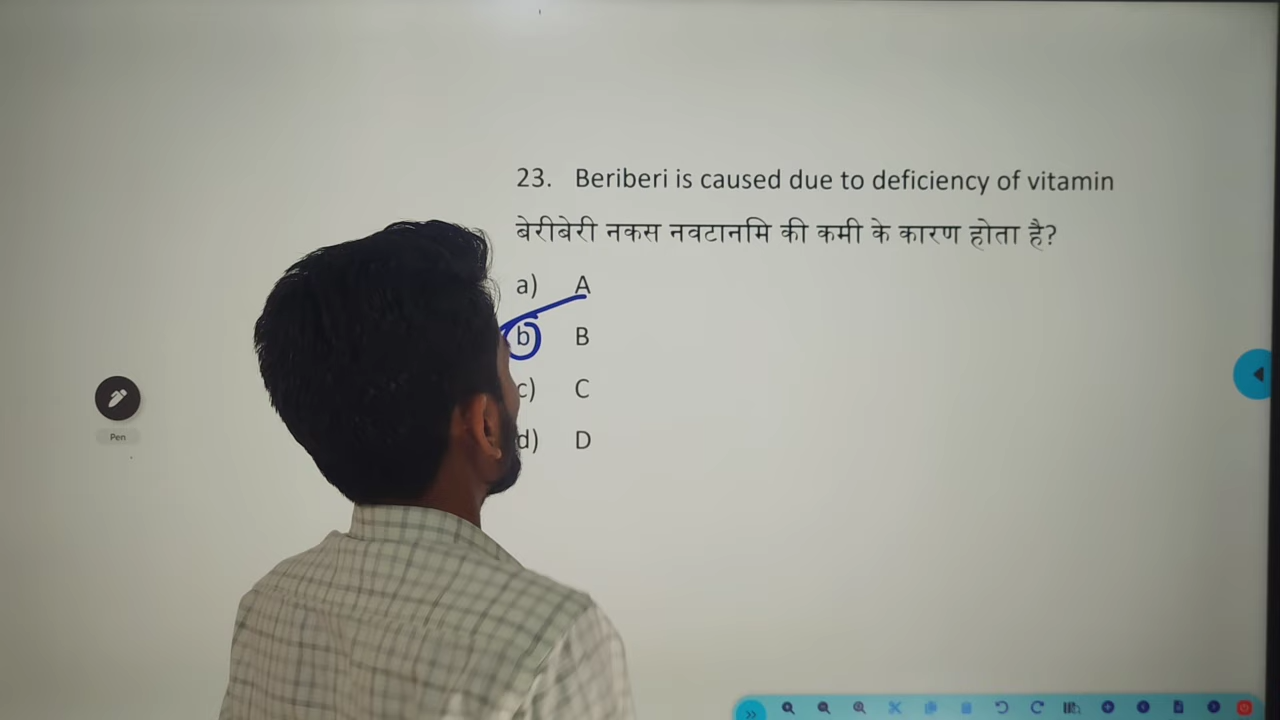 23. Beriberi is caused due to deficiency of vitamin
बेरीबेरी नकस नवटानमि की कमी के कारण होता है?
a) A
b) B
c) C
d) D
Pen